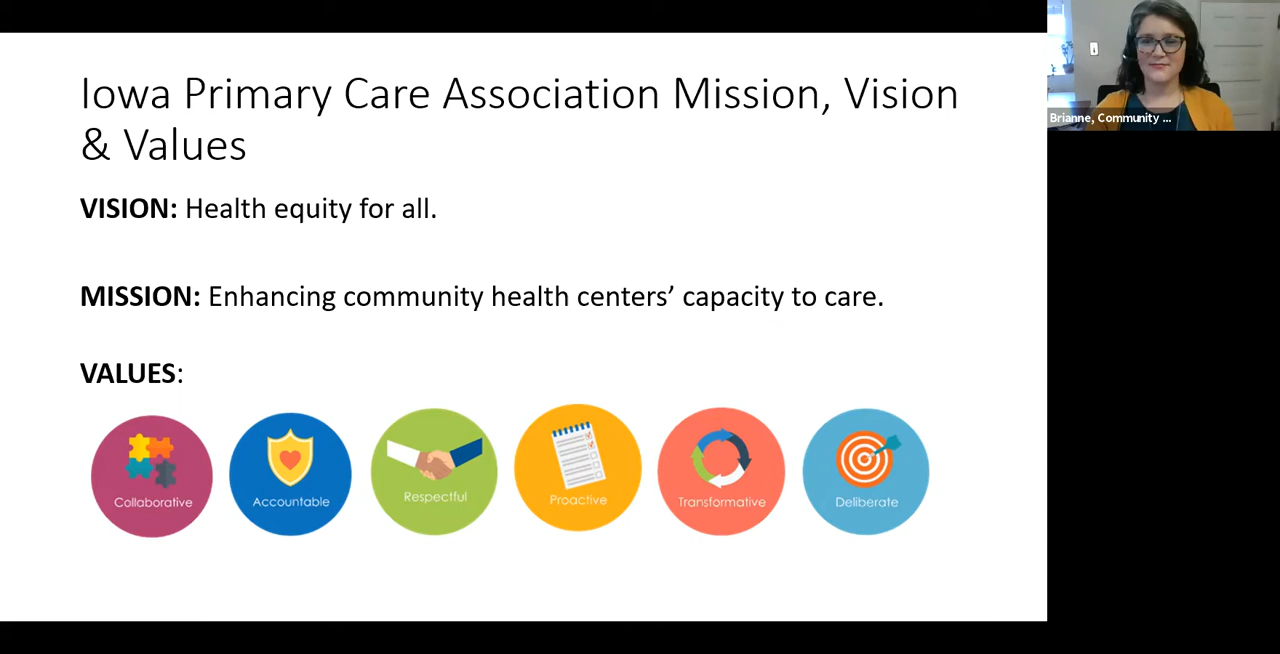 Iowa Primary Care Association Mission, Vision
& Values
VISION: Health equity for all.
MISSION: Enhancing community health centers’ capacity to care.
VALUES:
Collaborative
Accountable
Respectful
Proactive
Transformative
Deliberate
Brianne, Community ...